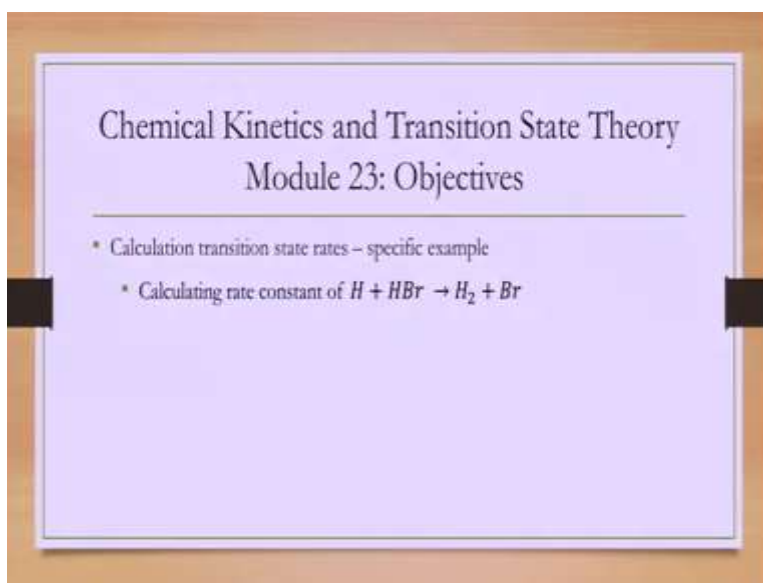 Chemical Kinetics and Transition State Theory
Module 23: Objectives
Calculation transition state rates – specific example
Calculating rate constant of H + HBr → H₂ + Br